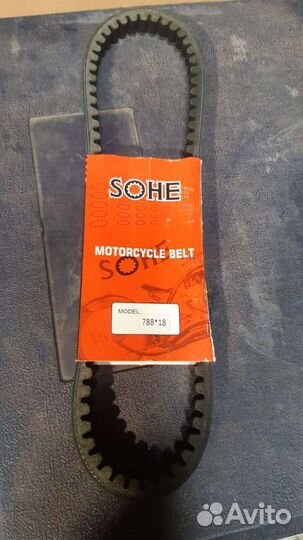 SOHE
MOTORCYCLE BELT
SOHE
MODEL:
788*18
Avito